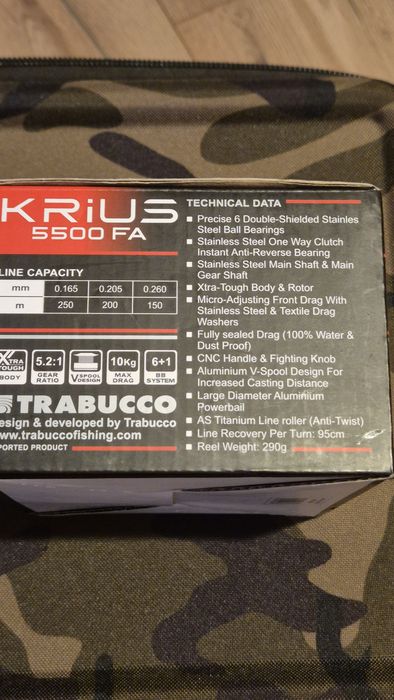 KRiUS
5500 FA
LINE CAPACITY
mm 0.165 0.205 0.260
m 250 200 150
XTRA TOUGH BODY
5.2:1 GEAR RATIO
V SPOOL DESIGN
10Kg MAX DRAG
6+1 BB SYSTEM
TRABUCCO
esign & developed by Trabucco
www.trabuccofishing.com
PORTED PRODUCT
TECHNICAL DATA
Precise 6 Double-Shielded Stainles
Steel Ball Bearings
Stainless Steel One Way Clutch
Instant Anti-Reverse Bearing
Stainless Steel Main Shaft & Main
Gear Shaft
Xtra-Tough Body & Rotor
Micro-Adjusting Front Drag With
Stainless Steel & Textile Drag
Washers
Fully sealed Drag (100% Water &
Dust Proof)
CNC Handle & Fighting Knob
Aluminium V-Spool Design For
Increased Casting Distance
Large Diameter Aluminium
Powerbail
AS Titanium Line roller (Anti-Twist)
Line Recovery Per Turn: 95cm
Reel Weight: 290g